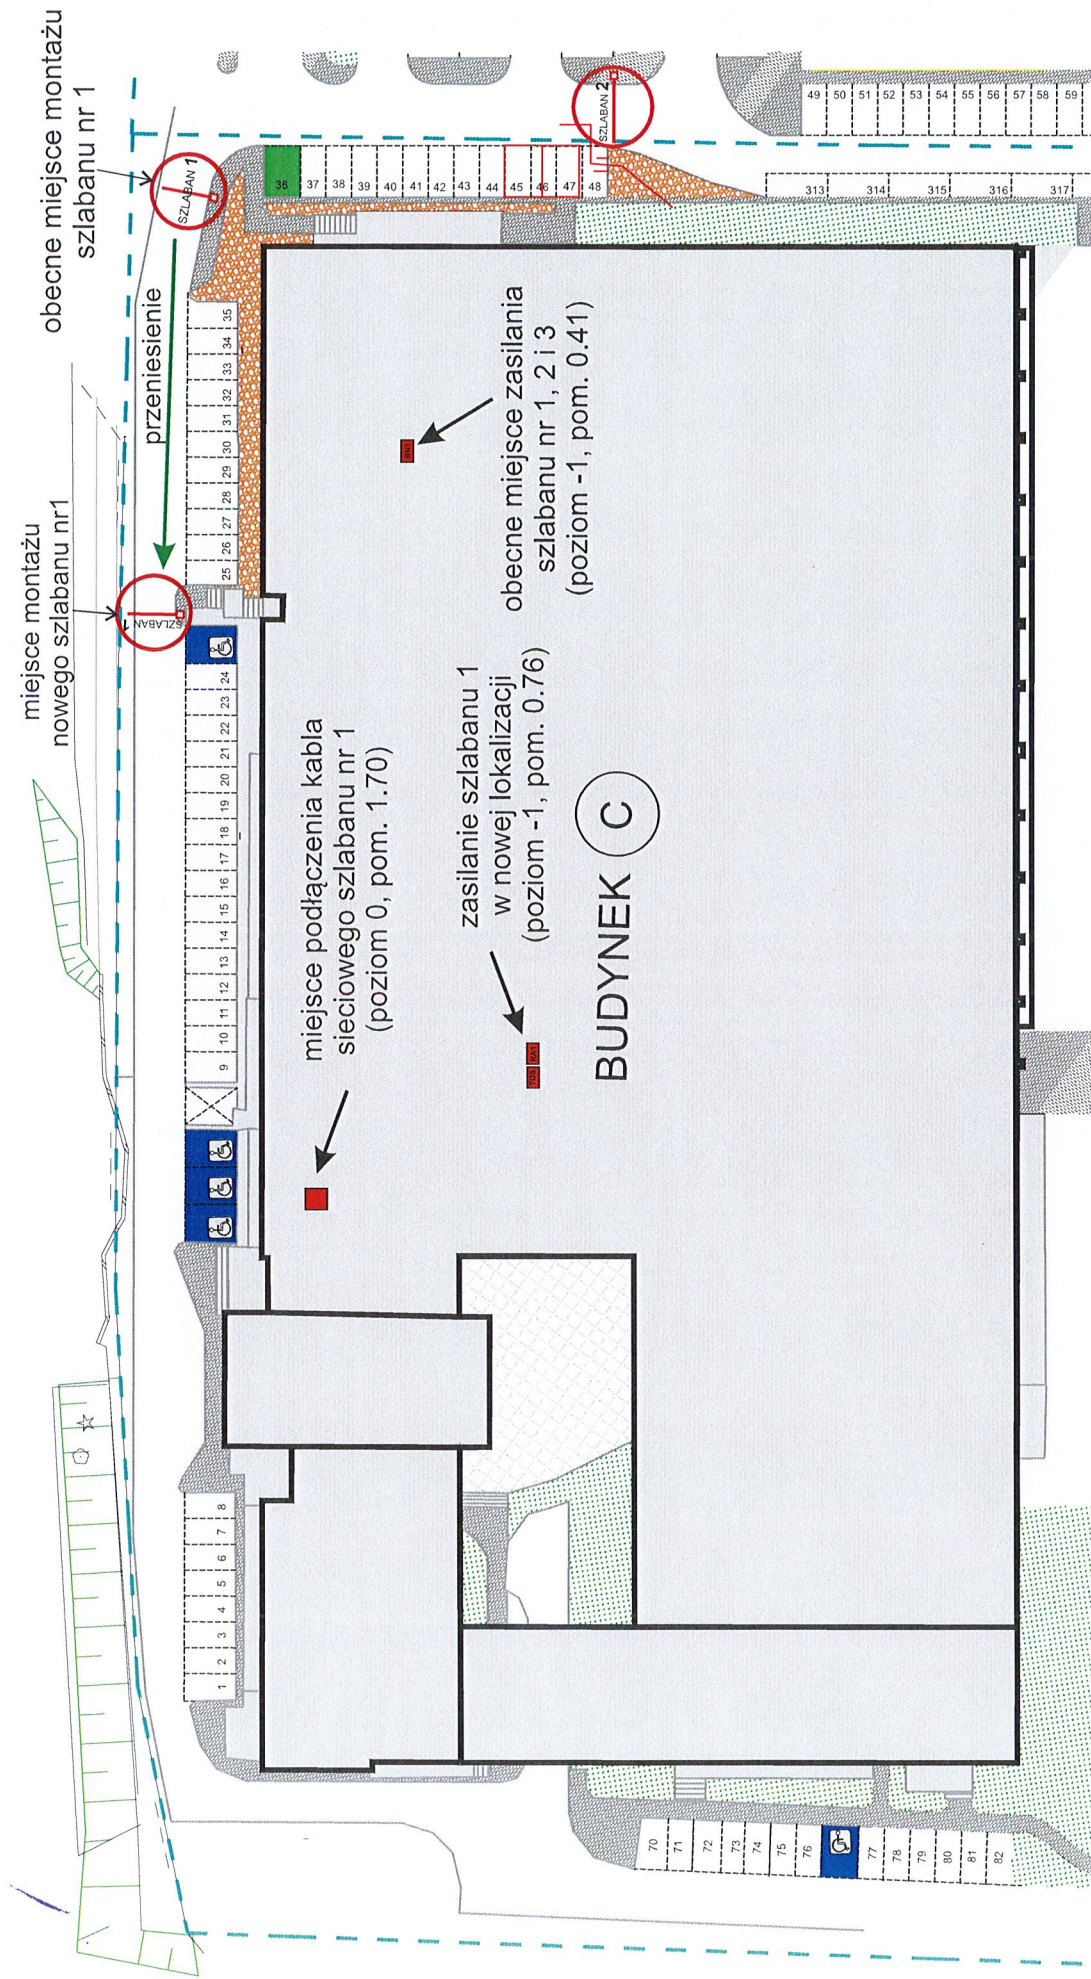 obecne miejsce montażu
szlabanu nr 1
miejsce montażu
nowego szlabanu nr1
przeniesienie
SZLABAN 1
SZLABAN 1
SZLABAN 2
miejsce podłączenia kabla
sieciowego szlabanu nr 1
(poziom 0, pom. 1.70)
zasilanie szlabanu 1
w nowej lokalizacji
(poziom -1, pom. 0.76)
obecne miejsce zasilania
szlabanu nr 1, 2 i 3
(poziom -1, pom. 0.41)
BUDYNEK C
1 2 3 4 5 6 7 8
9 10 11 12 13 14 15 16 17 18 19 20 21 22 23 24
25 26 27 28 29 30 31 32 33 34 35
36
37
38
39
40
41
42
43
44
45
46
47
48
49
50
51
52
53
54
55
56
57
58
59
313
314
315
316
317
70
71
72
73
74
75
76
77
78
79
80
81
82